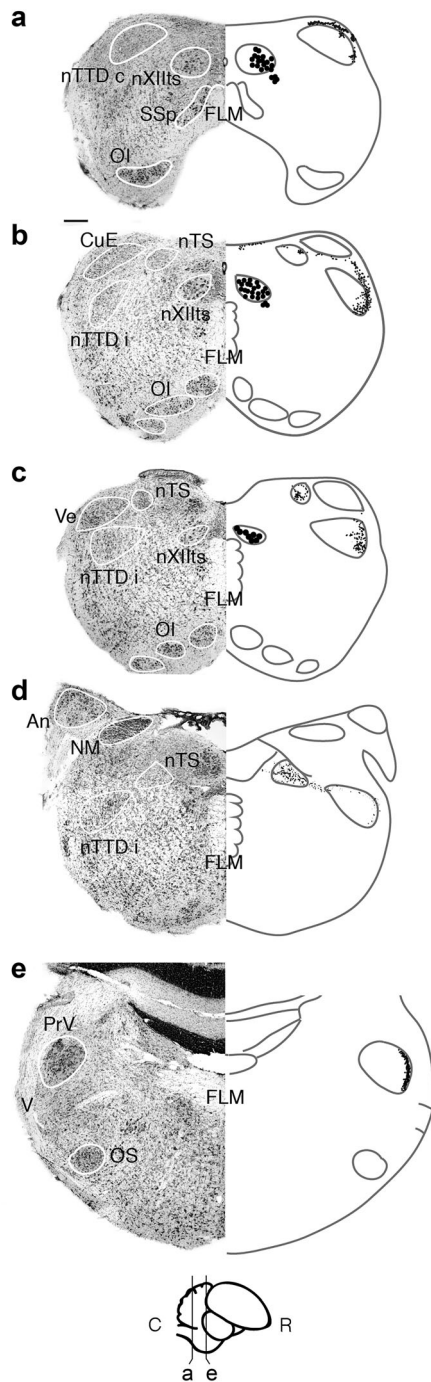 a
nTTD c nXIIts
SSp FLM
OI
b
CuE nTS
nXIIts
nTTD i
FLM
OI
c
nTS
Ve
nXIIts
nTTD i
FLM
OI
d
An
NM
nTS
nTTD i
FLM
e
PrV
V
FLM
OS
C R
a e